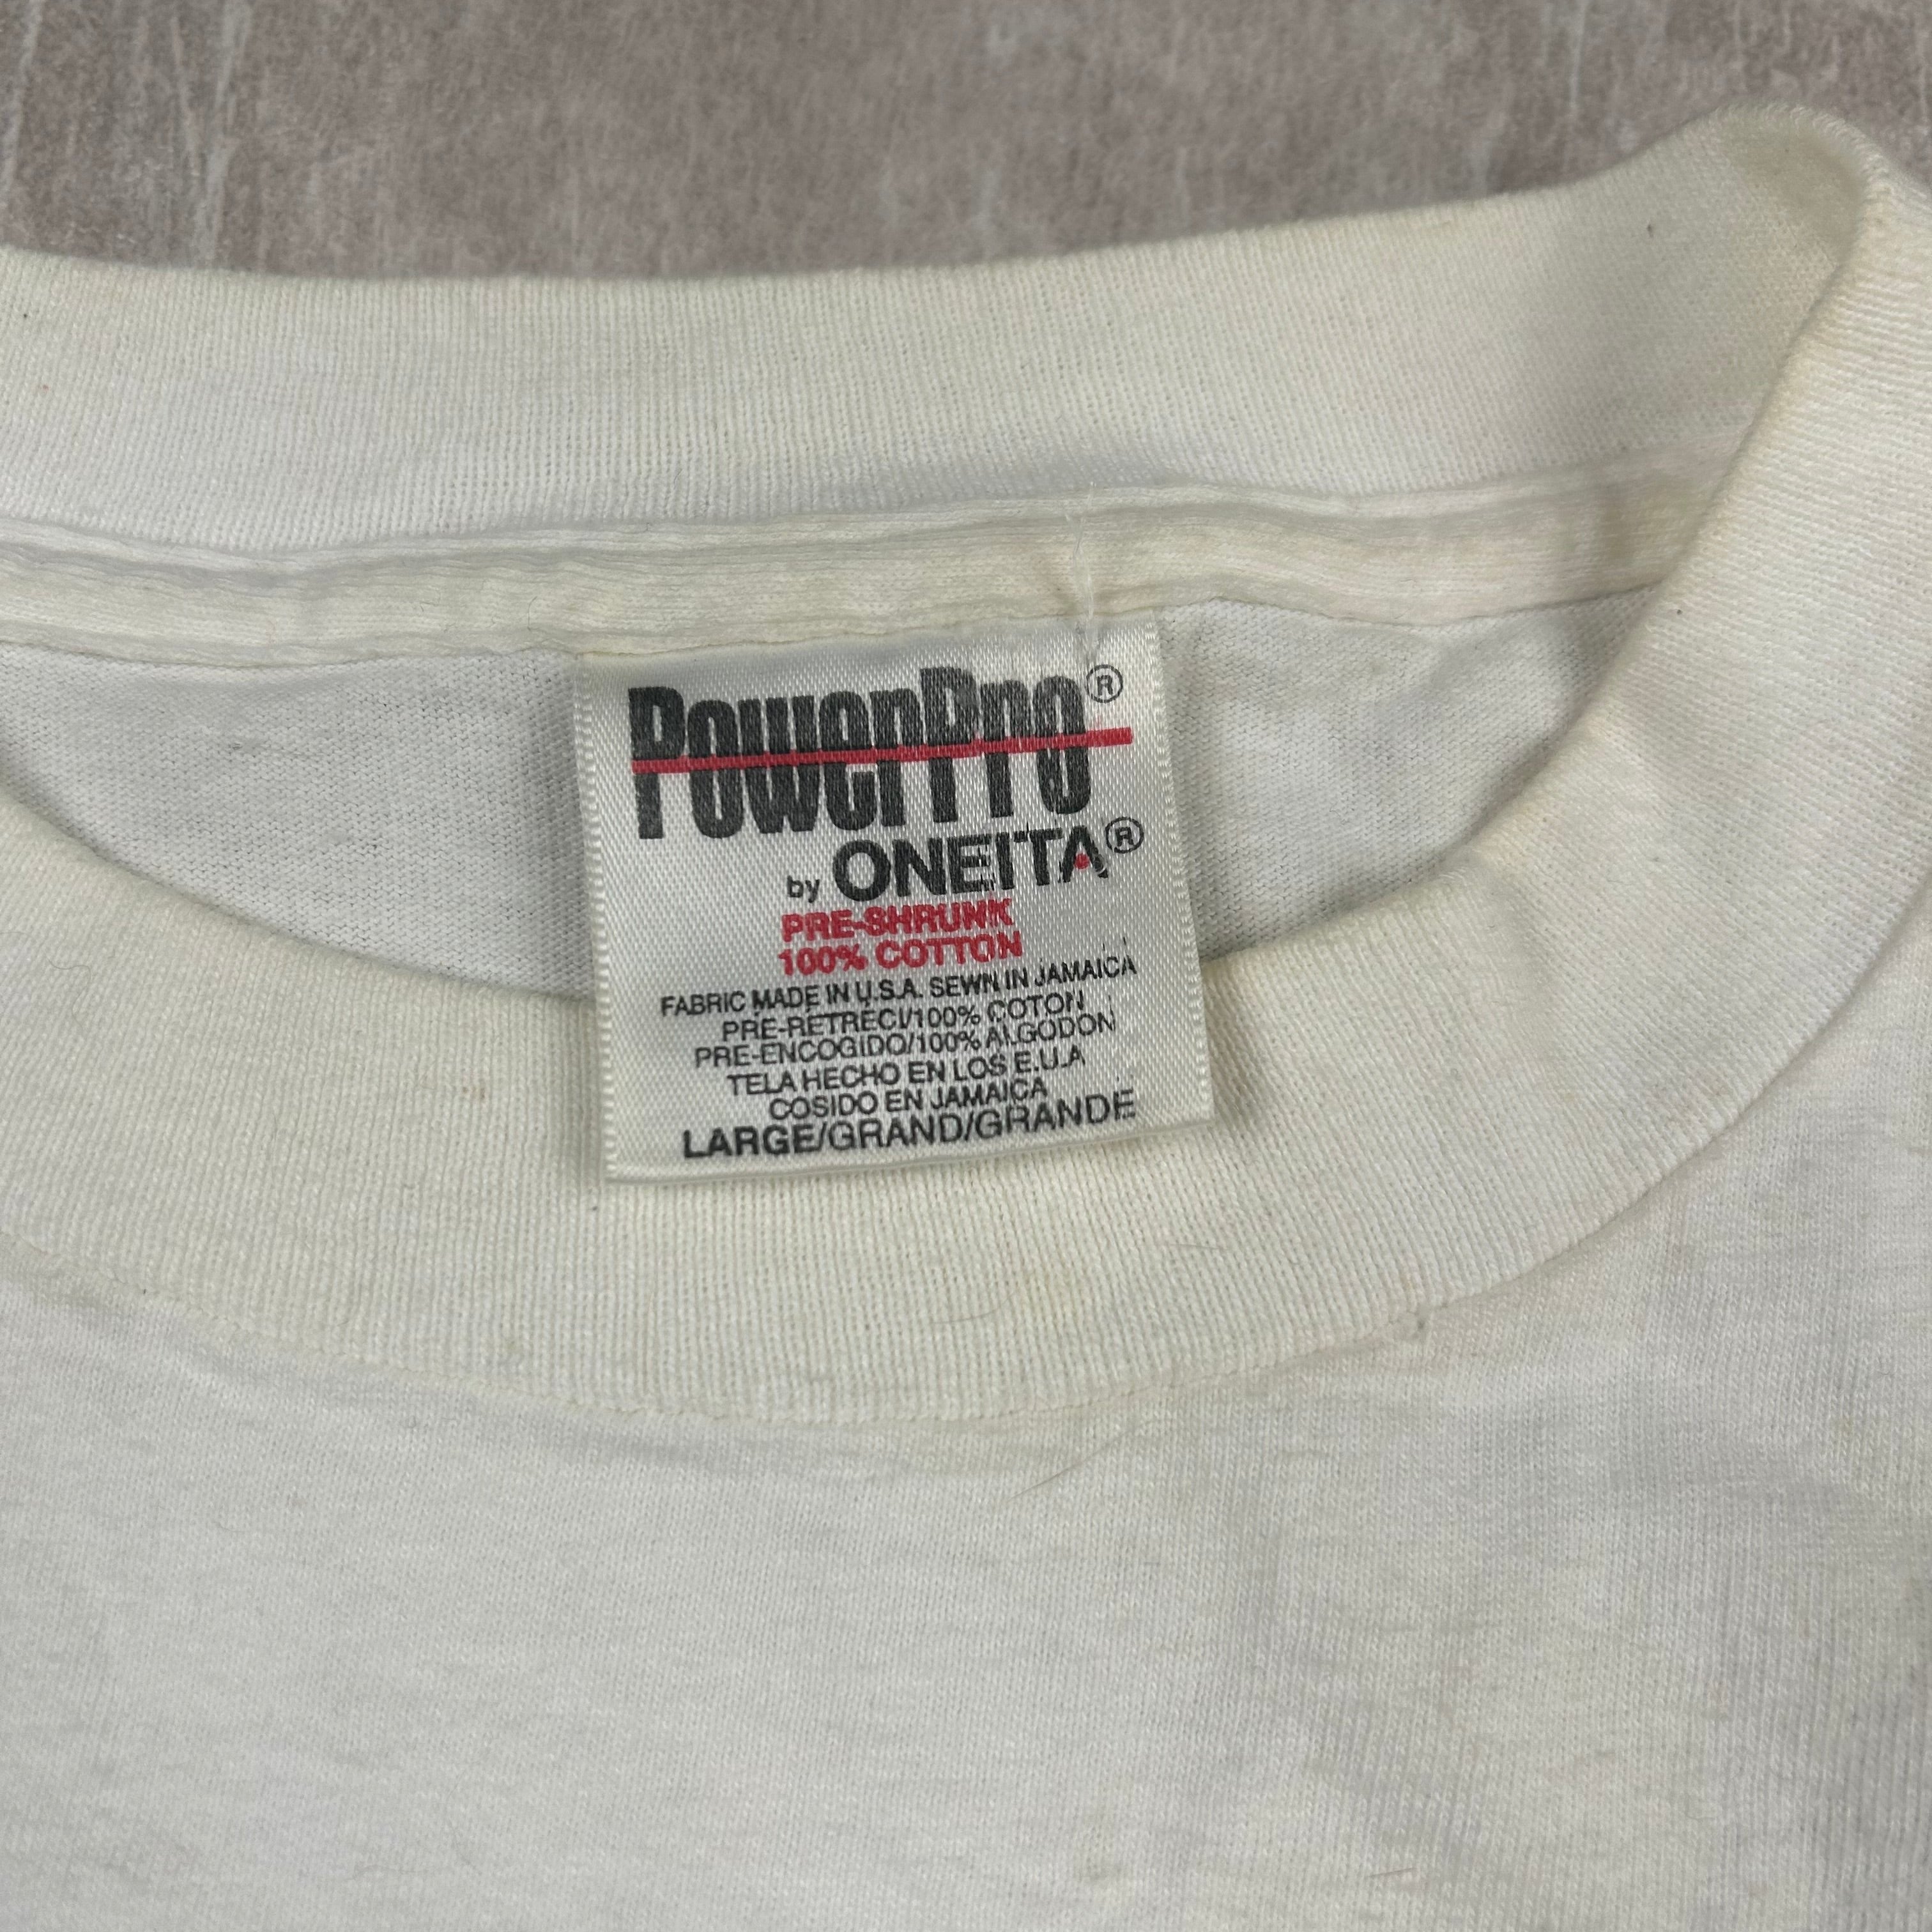 PowerPro®
by ONEITA®
PRE-SHRUNK
100% COTTON
FABRIC MADE IN U.S.A. SEWN IN JAMAICA
PRE-RETRECI/100% COTON
PRE-ENCOGIDO/100% ALGODON
TELA HECHO EN LOS E.U.A
COSIDO EN JAMAICA
LARGE/GRAND/GRANDE